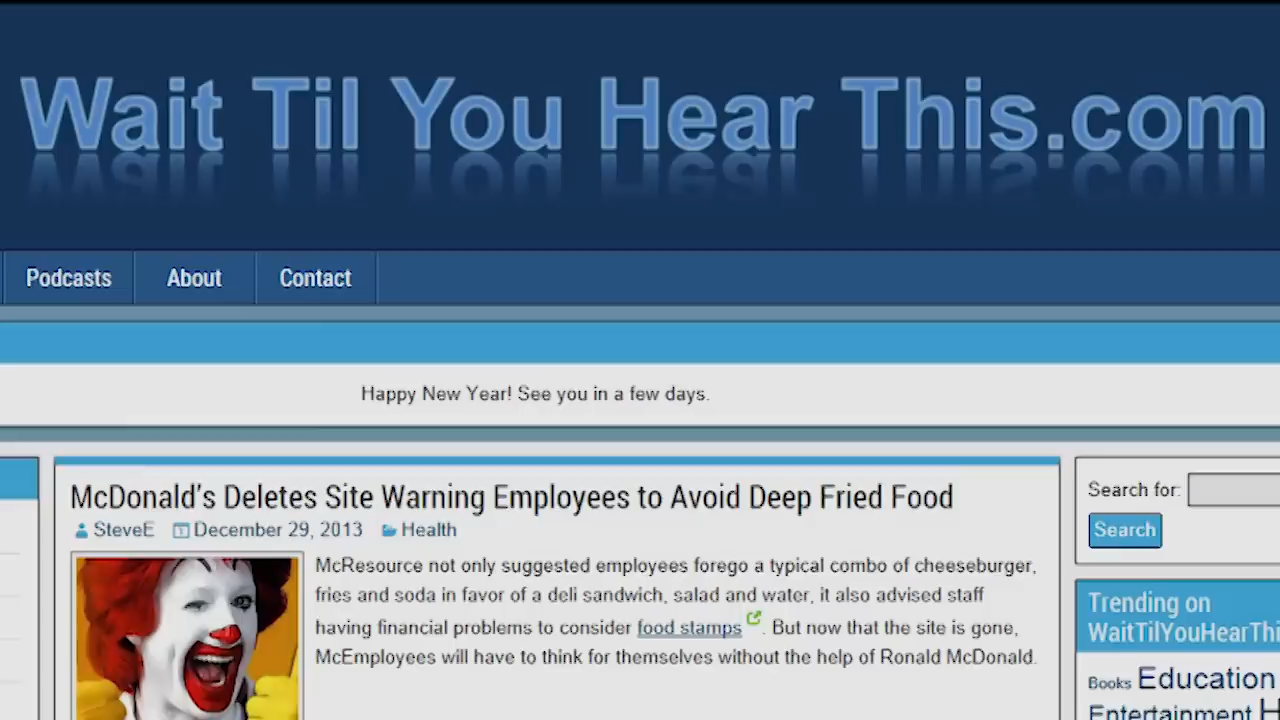 Wait Til You Hear This.com
Podcasts
About
Contact
Happy New Year! See you in a few days.
McDonald's Deletes Site Warning Employees to Avoid Deep Fried Food
SteveE December 29, 2013 Health
McResource not only suggested employees forego a typical combo of cheeseburger,
fries and soda in favor of a deli sandwich, salad and water, it also advised staff
having financial problems to consider food stamps. But now that the site is gone,
McEmployees will have to think for themselves without the help of Ronald McDonald.
Search for:
Search
Trending on
WaitTilYouHearThi
Books Education
Entertainment H